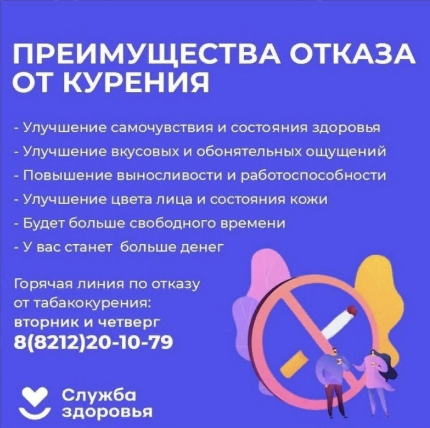 ПРЕИМУЩЕСТВА ОТКАЗА
ОТ КУРЕНИЯ
- Улучшение самочувствия и состояния здоровья
- Улучшение вкусовых и обонятельных ощущений
- Повышение выносливости и работоспособности
- Улучшение цвета лица и состояния кожи
- Будет больше свободного времени
- У вас станет больше денег
Горячая линия по отказу
от табакокурения:
вторник и четверг
8(8212)20-10-79
Служба
здоровья